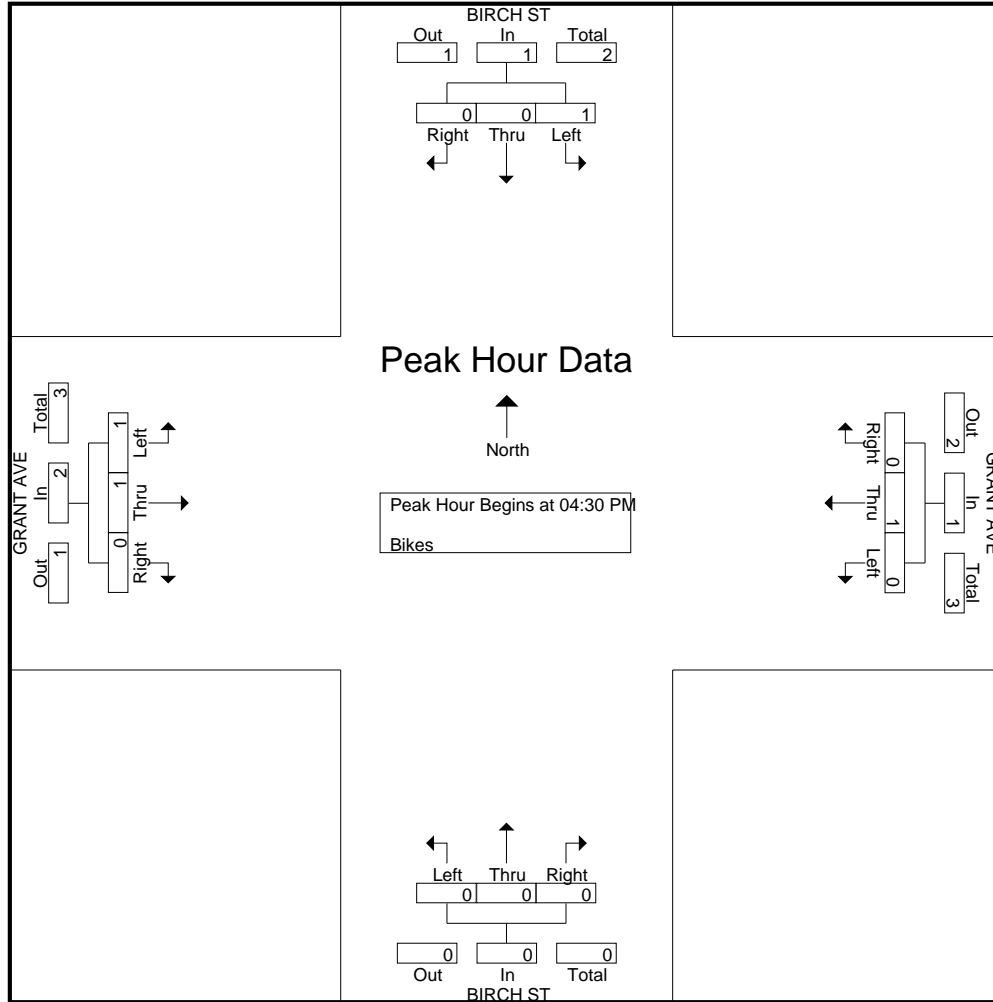 BIRCH ST
Out In Total
1 1 2
0 0 1
Right Thru Left
Peak Hour Data
North
Peak Hour Begins at 04:30 PM
Bikes
GRANT AVE
Out In Total
1 2 3
Left Thru Right
1 1 0
GRANT AVE
Out In Total
2 1 3
Right Thru Left
0 1 0
Left Thru Right
0 0 0
0 0 0
Out In Total
BIRCH ST